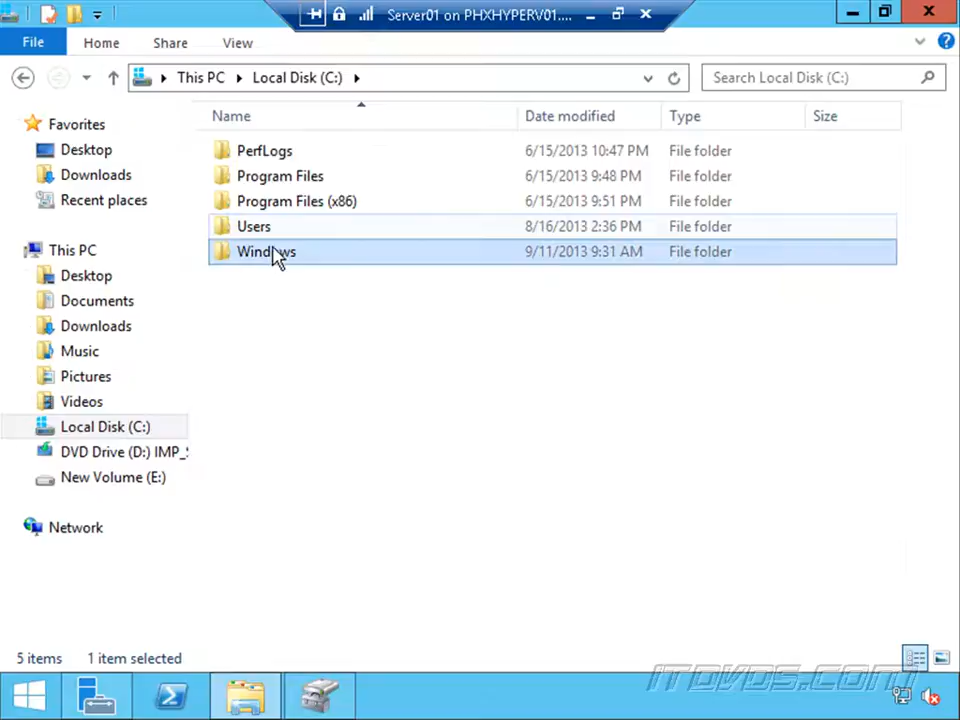 Server01 on PHXHYPERV01....
File Home Share View
This PC Local Disk (C:) Search Local Disk (C:)
Name Date modified Type Size
Favorites
Desktop
Downloads
Recent places
This PC
Desktop
Documents
Downloads
Music
Pictures
Videos
Local Disk (C:)
DVD Drive (D:) IMP_S
New Volume (E:)
Network
PerfLogs 6/15/2013 10:47 PM File folder
Program Files 6/15/2013 9:48 PM File folder
Program Files (x86) 6/15/2013 9:51 PM File folder
Users 8/16/2013 2:36 PM File folder
Windows 9/11/2013 9:31 AM File folder
5 items 1 item selected
ITDVDS.com